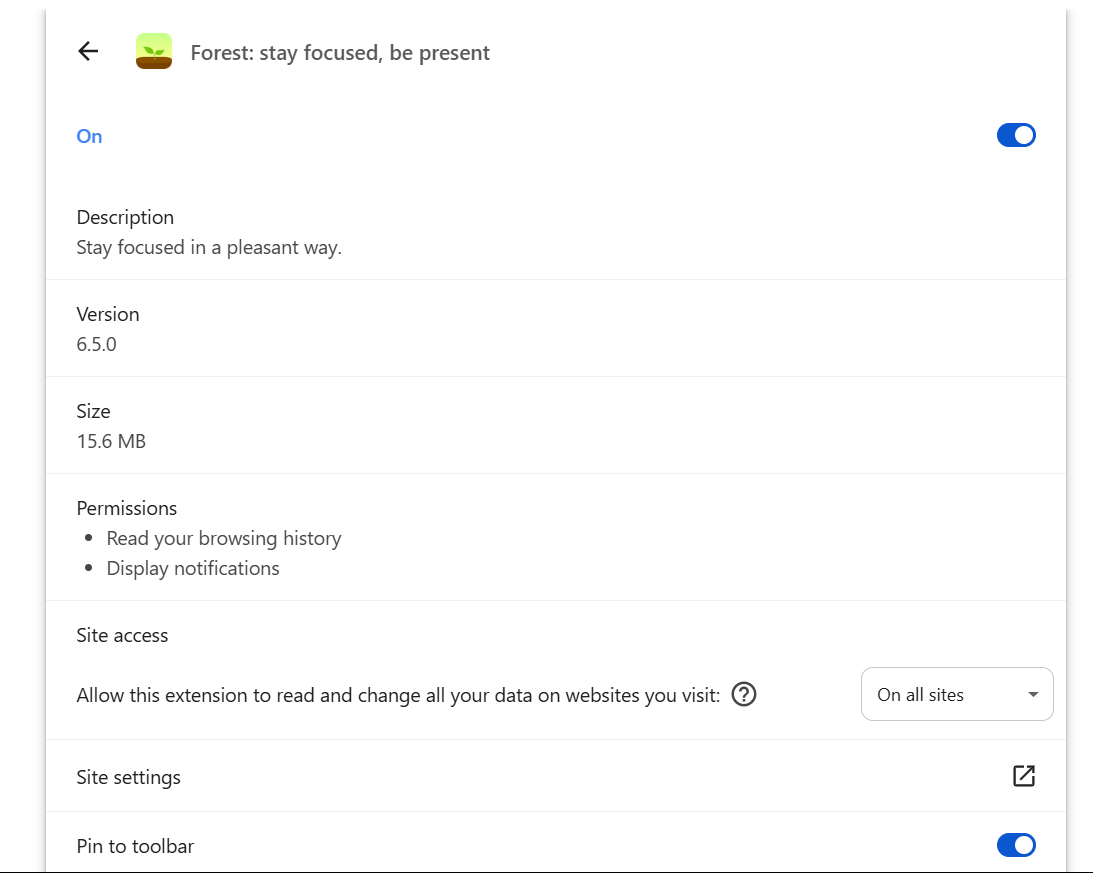 Forest: stay focused, be present
On
Description
Stay focused in a pleasant way.
Version
6.5.0
Size
15.6 MB
Permissions
Read your browsing history
Display notifications
Site access
Allow this extension to read and change all your data on websites you visit: On all sites
Site settings
Pin to toolbar